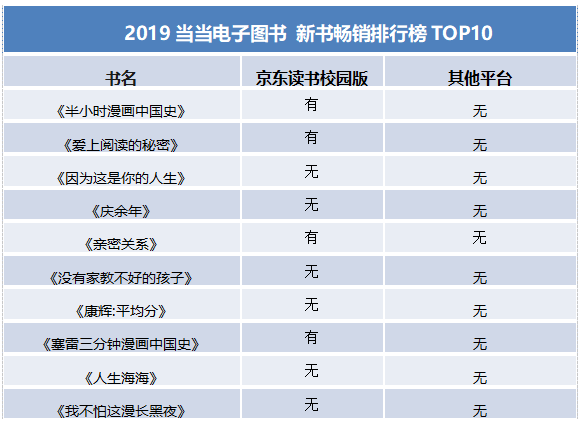 2019 当当电子图书 新书畅销排行榜 TOP10
书名 京东读书校园版 其他平台
《半小时漫画中国史》 有 无
《爱上阅读的秘密》 有 无
《因为这是你的人生》 无 无
《庆余年》 无 无
《亲密关系》 有 无
《没有家教不好的孩子》 无 无
《康辉:平均分》 无 无
《塞雷三分钟漫画中国史》 有 无
《人生海海》 无 无
《我不怕这漫长黑夜》 无 无